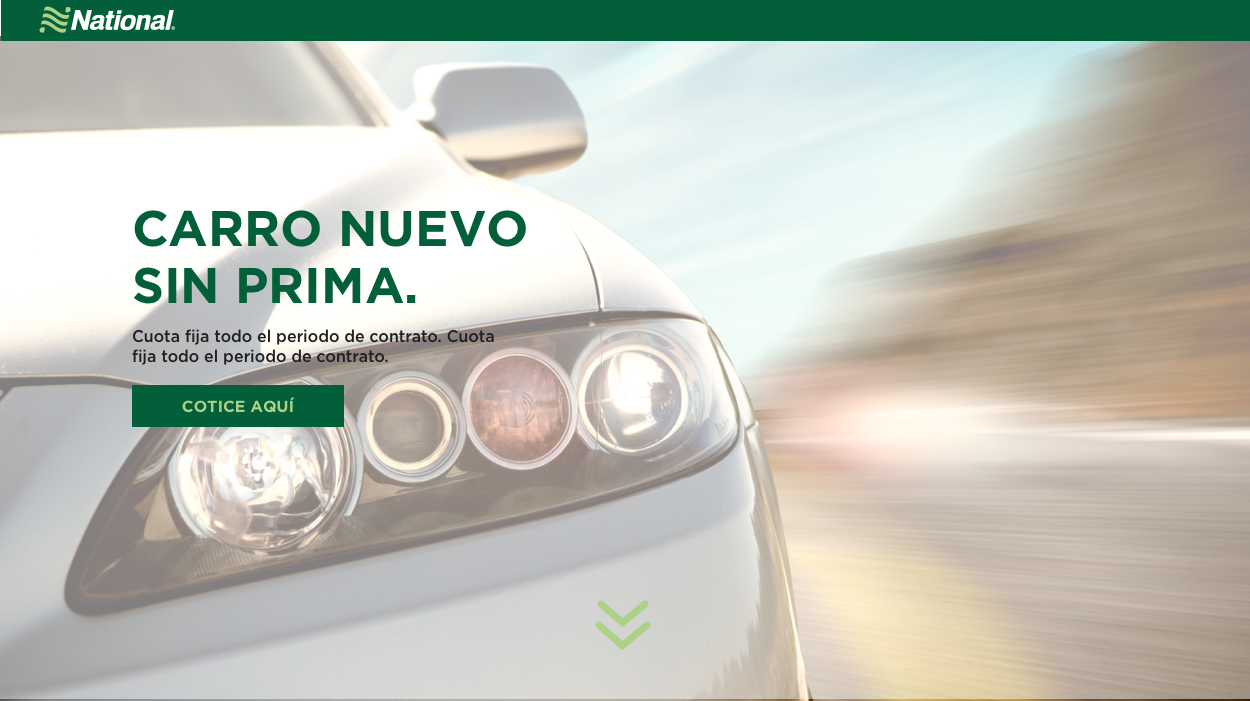 National
CARRO NUEVO
SIN PRIMA.
Cuota fija todo el periodo de contrato. Cuota
fija todo el periodo de contrato.
COTICE AQUÍ